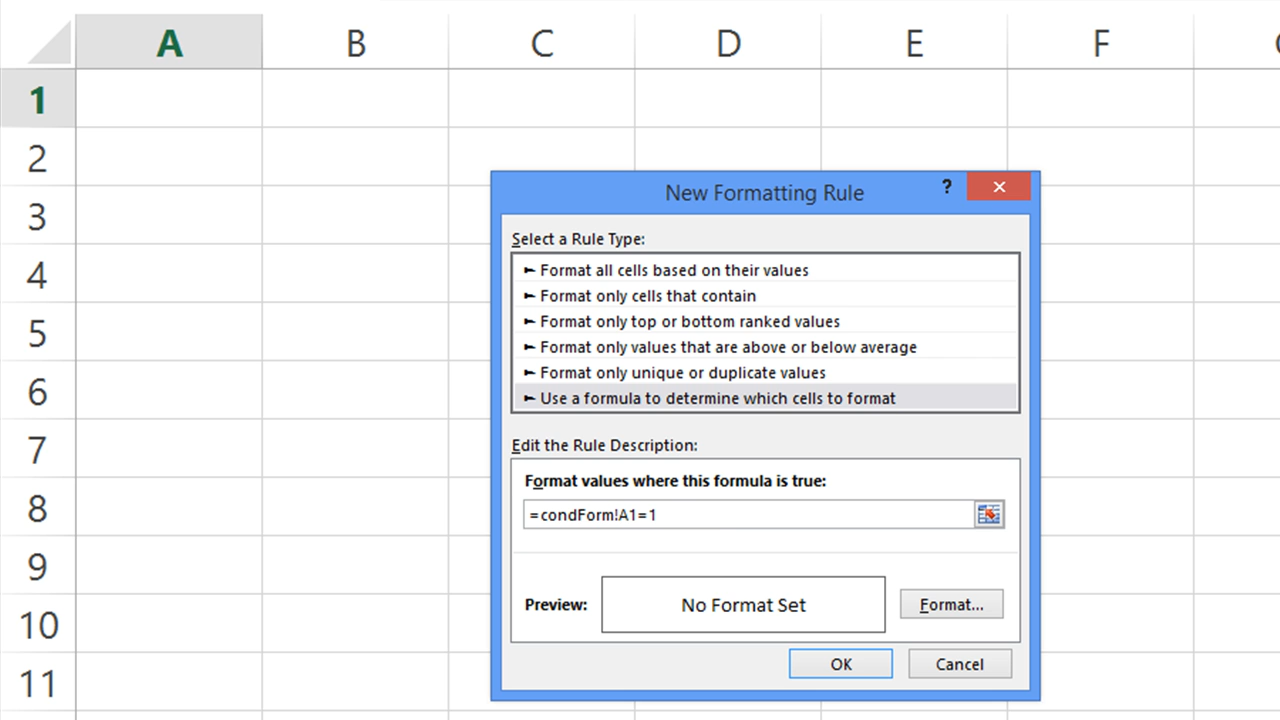 A B C D E F
1
2
New Formatting Rule ?
3
Select a Rule Type:
4
► Format all cells based on their values
► Format only cells that contain
5
► Format only top or bottom ranked values
► Format only values that are above or below average
6
► Format only unique or duplicate values
► Use a formula to determine which cells to format
7
Edit the Rule Description:
8
Format values where this formula is true:
=condForm!A1=1
9
10
Preview: No Format Set Format...
11
OK Cancel